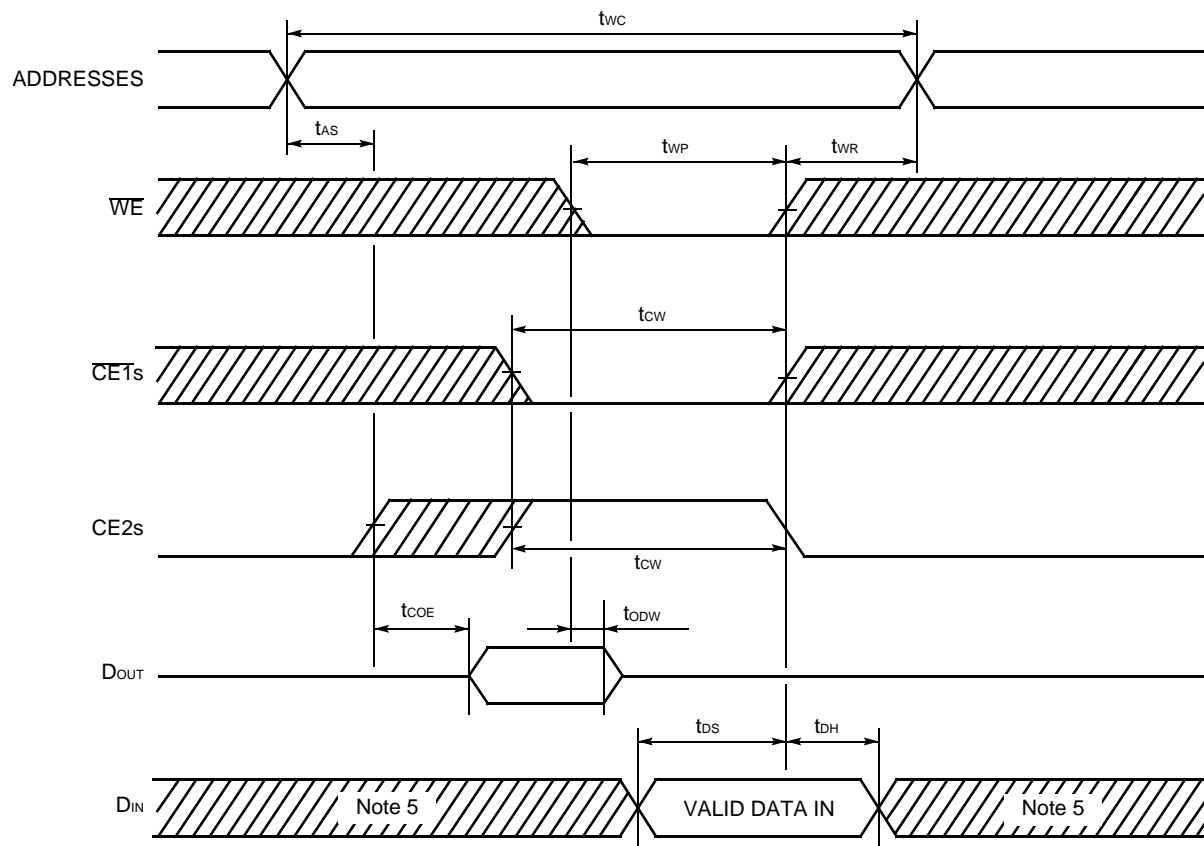 tWC
ADDRESSES
tAS
tWP
tWR
WE
tCW
CE1s
CE2s
tCW
tCOE
tODW
DOUT
tDS
tDH
DIN
Note 5
VALID DATA IN
Note 5